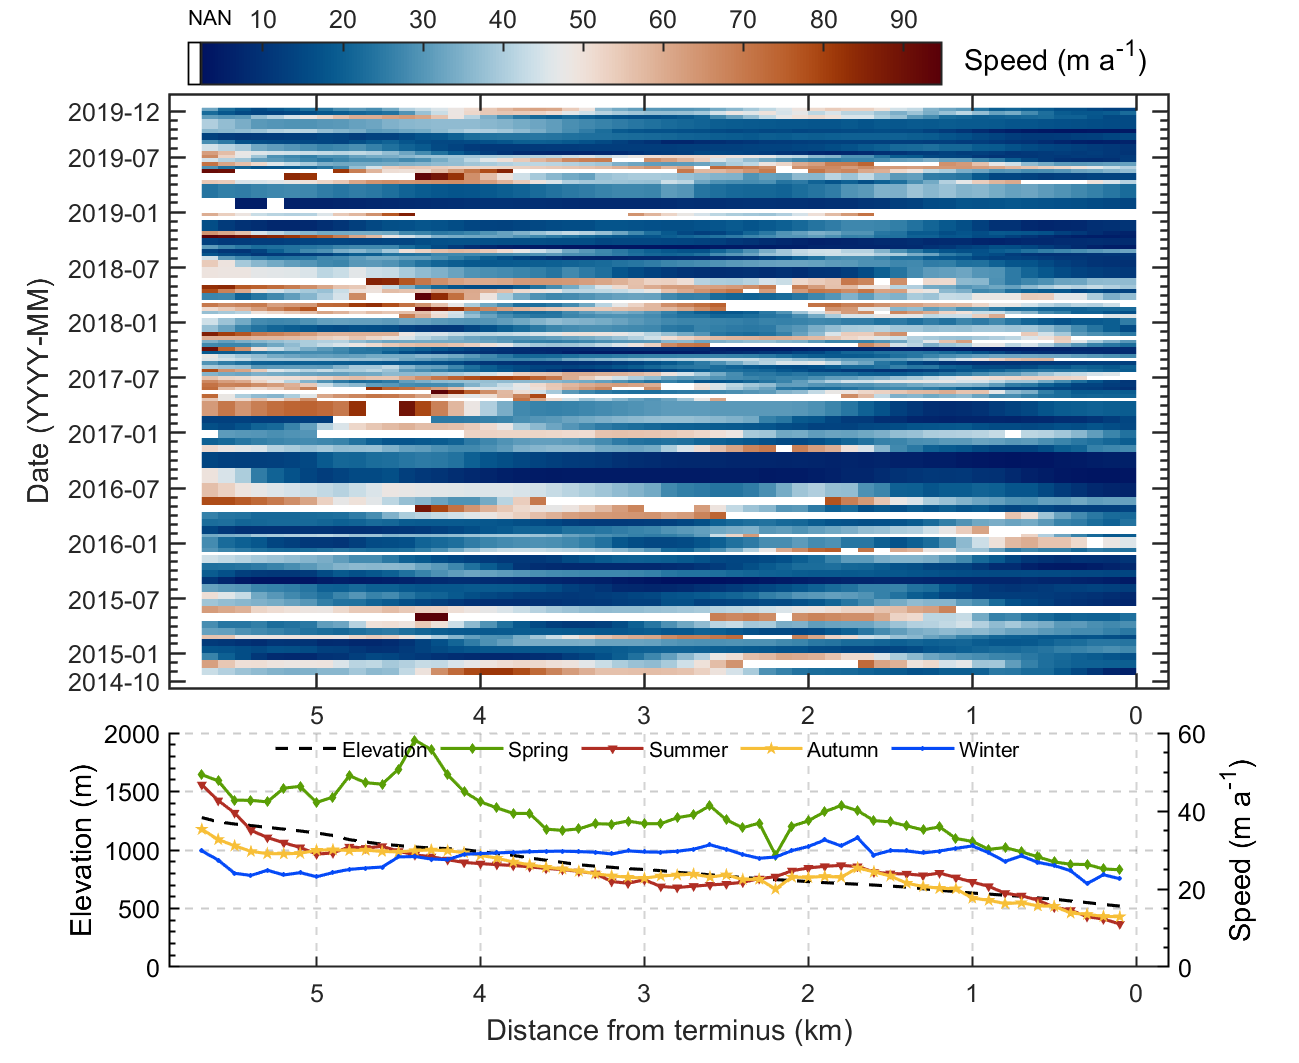 NAN 10 20 30 40 50 60 70 80 90
Speed (m a-1)
2019-12
2019-07
2019-01
2018-07
2018-01
2017-07
2017-01
2016-07
2016-01
2015-07
2015-01
2014-10
Date (YYYY-MM)
5 4 3 2 1 0
2000
1500
1000
500
0
Elevation (m)
Elevation Spring Summer Autumn Winter
60
40
20
0
Speed (m a-1)
5 4 3 2 1 0
Distance from terminus (km)